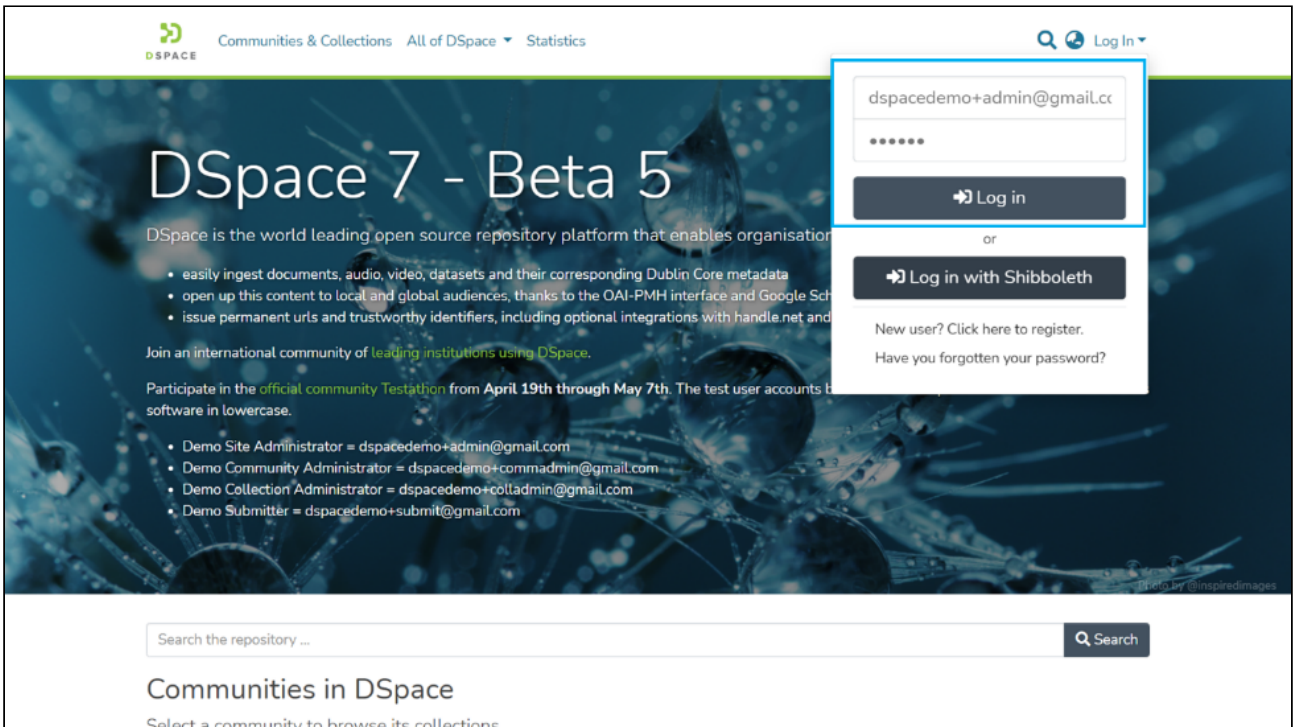 DSPACE
Communities & Collections All of DSpace Statistics
Log In
dspacedemo+admin@gmail.cc
••••••
Log in
or
Log in with Shibboleth
New user? Click here to register.
Have you forgotten your password?
DSpace 7 - Beta 5
DSpace is the world leading open source repository platform that enables organisation
• easily ingest documents, audio, video, datasets and their corresponding Dublin Core metadata
• open up this content to local and global audiences, thanks to the OAI-PMH interface and Google Sch
• issue permanent urls and trustworthy identifiers, including optional integrations with handle.net and
Join an international community of leading institutions using DSpace.
Participate in the official community Testathon from April 19th through May 7th. The test user accounts b
software in lowercase.
• Demo Site Administrator = dspacedemo+admin@gmail.com
• Demo Community Administrator = dspacedemo+commadmin@gmail.com
• Demo Collection Administrator = dspacedemo+colladmin@gmail.com
• Demo Submitter = dspacedemo+submit@gmail.com
Photo by @inspiredimages
Search the repository ...
Search
Communities in DSpace
Select a community to browse its collections